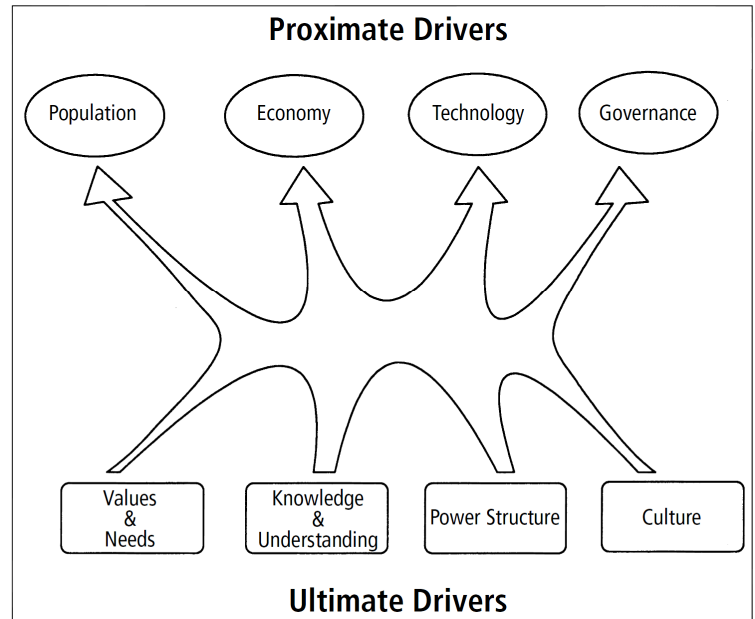 Proximate Drivers
Population
Economy
Technology
Governance
Values
&
Needs
Knowledge
&
Understanding
Power Structure
Culture
Ultimate Drivers